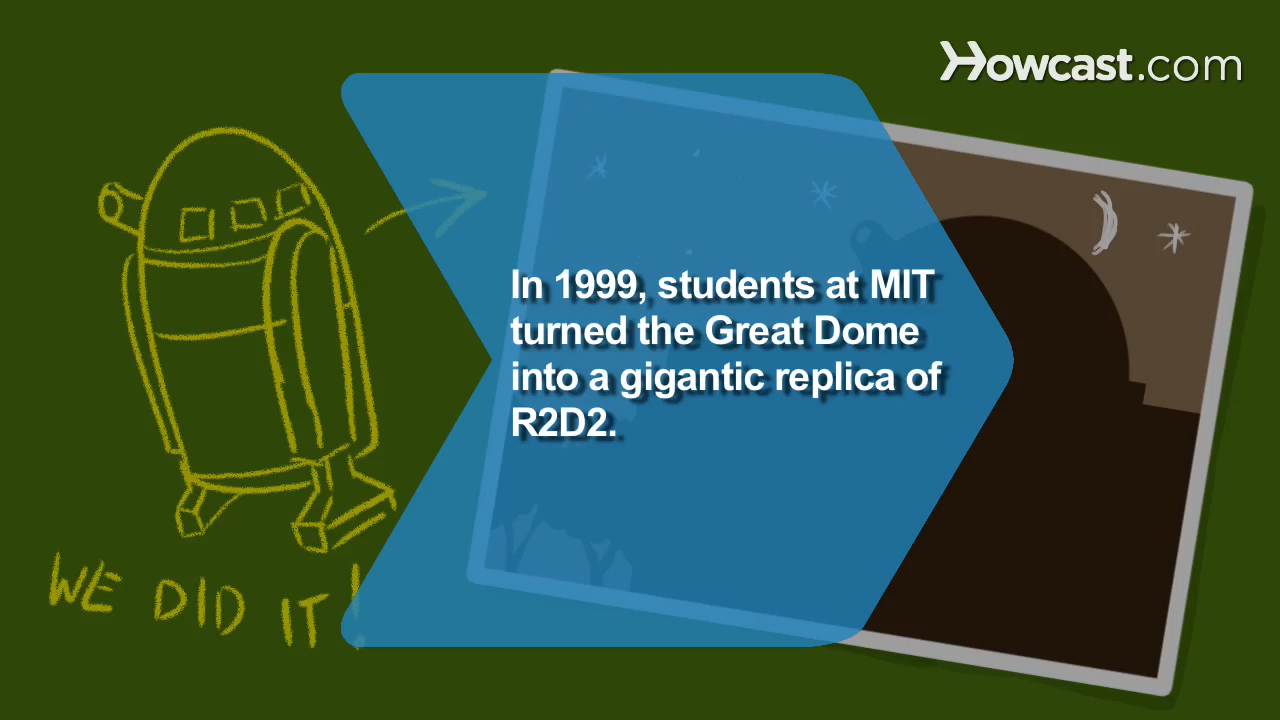 Howcast.com
In 1999, students at MIT
turned the Great Dome
into a gigantic replica of
R2D2.
WE DID IT!